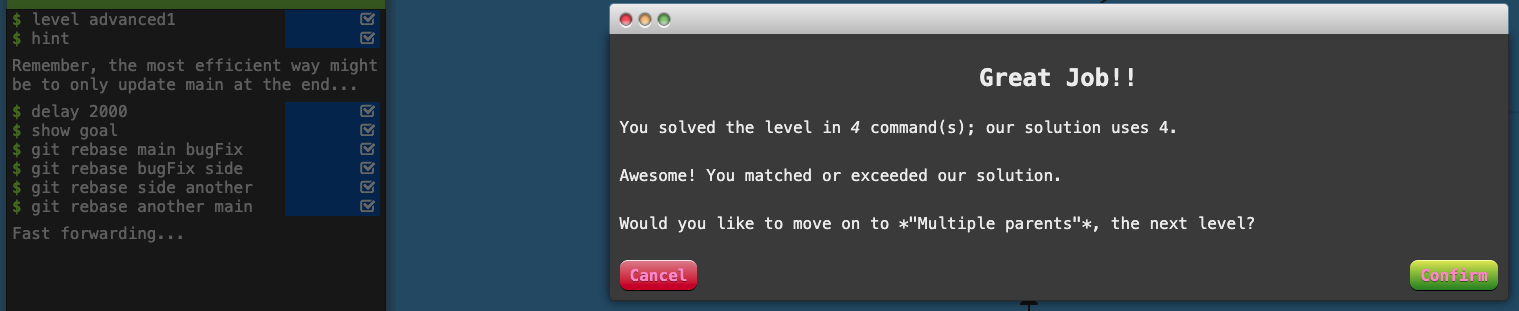 $ level advanced1
$ hint
Remember, the most efficient way might
be to only update main at the end...
$ delay 2000
$ show goal
$ git rebase main bugFix
$ git rebase bugFix side
$ git rebase side another
$ git rebase another main
Fast forwarding...
Great Job!!
You solved the level in 4 command(s); our solution uses 4.
Awesome! You matched or exceeded our solution.
Would you like to move on to *"Multiple parents"*, the next level?
Cancel
Confirm